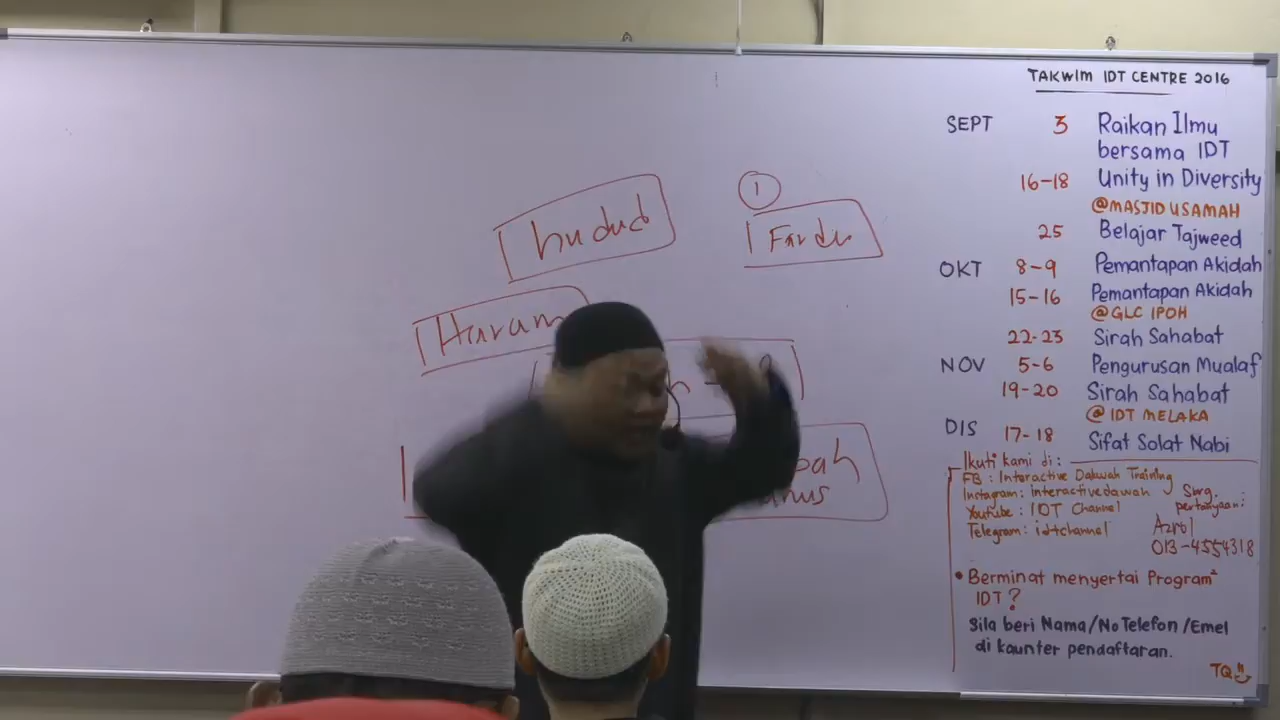 TAKWIM IDT CENTRE 2016
SEPT 3 Raikan Ilmu
bersama IDT
16-18 Unity in Diversity
@MASJID USAMAH
25 Belajar Tajweed
OKT 8-9 Pemantapan Akidah
15-16 Pemantapan Akidah
@GLC IPOH
22-23 Sirah Sahabat
NOV 5-6 Pengurusan Mualaf
19-20 Sirah Sahabat
@ IDT MELAKA
DIS 17-18 Sifat Solat Nabi
Ikuti kami di:
FB: Interactive Dakwah Training
Instagram: interactivedawah
Youtube: IDT Channel
Telegram: idtchannel
Sbrg.
pertanyaan:
Azrol
013-4554318
• Berminat menyertai Program²
IDT?
Sila beri Nama/No Telefon/Emel
di kaunter pendaftaran.
TQ
hudud
1
Fardu
Haram